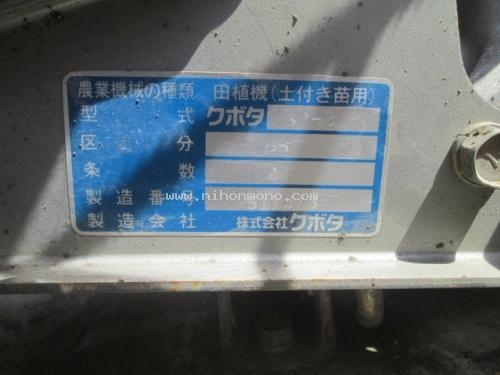 農業機械の種類 田植機(土付き苗用)
型式 クボタ
区分
条数 2
製造番号
製造会社 株式会社クボタ
www.nihonmono.com